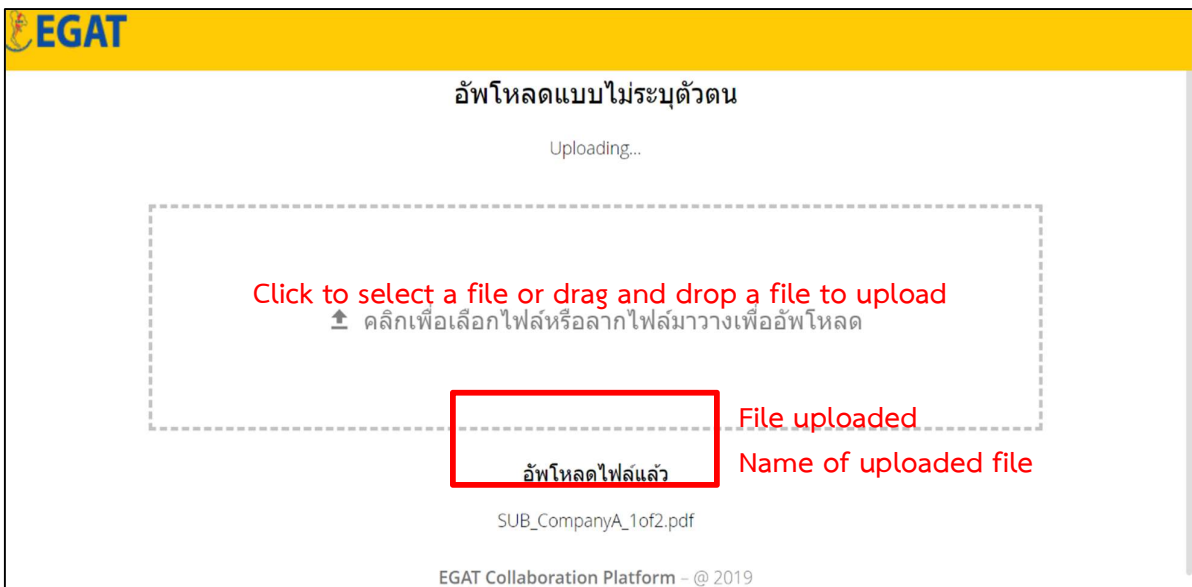 EGAT
อัพโหลดแบบไม่ระบุตัวตน
Uploading...
Click to select a file or drag and drop a file to upload
คลิกเพื่อเลือกไฟล์หรือลากไฟล์มาวางเพื่ออัพโหลด
File uploaded
Name of uploaded file
อัพโหลดไฟล์แล้ว
SUB_CompanyA_1of2.pdf
EGAT Collaboration Platform – @ 2019